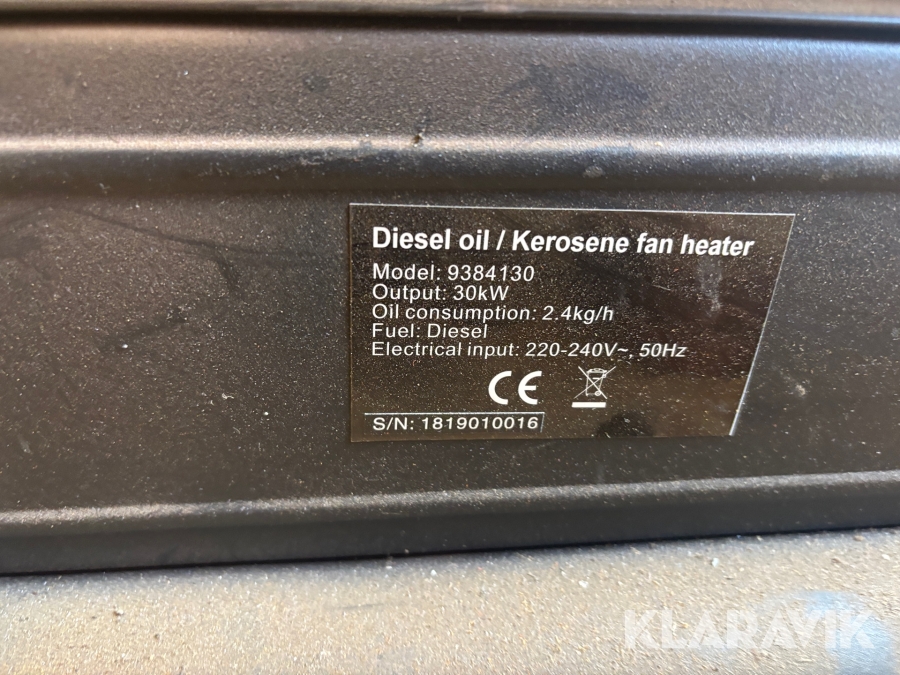 Diesel oil / Kerosene fan heater
Model: 9384130
Output: 30kW
Oil consumption: 2.4kg/h
Fuel: Diesel
Electrical input: 220-240V~, 50Hz
CE
S/N: 1819010016
KLARAVIK